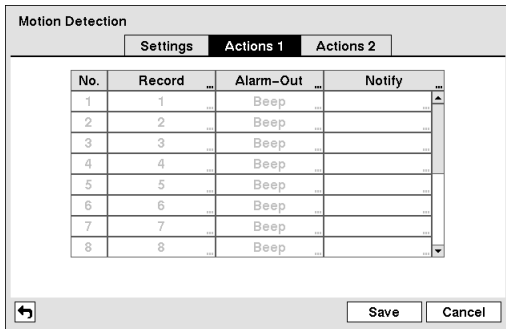 Motion Detection
Settings Actions 1 Actions 2
No. Record ... Alarm-Out ... Notify ...
1 1 ... Beep ... ...
2 2 ... Beep ... ...
3 3 ... Beep ... ...
4 4 ... Beep ... ...
5 5 ... Beep ... ...
6 6 ... Beep ... ...
7 7 ... Beep ... ...
8 8 ... Beep ... ...
Save Cancel